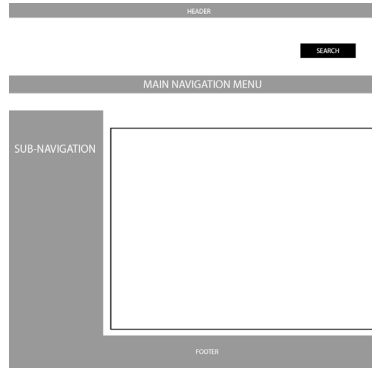 HEADER
SEARCH
MAIN NAVIGATION MENU
SUB-NAVIGATION
FOOTER